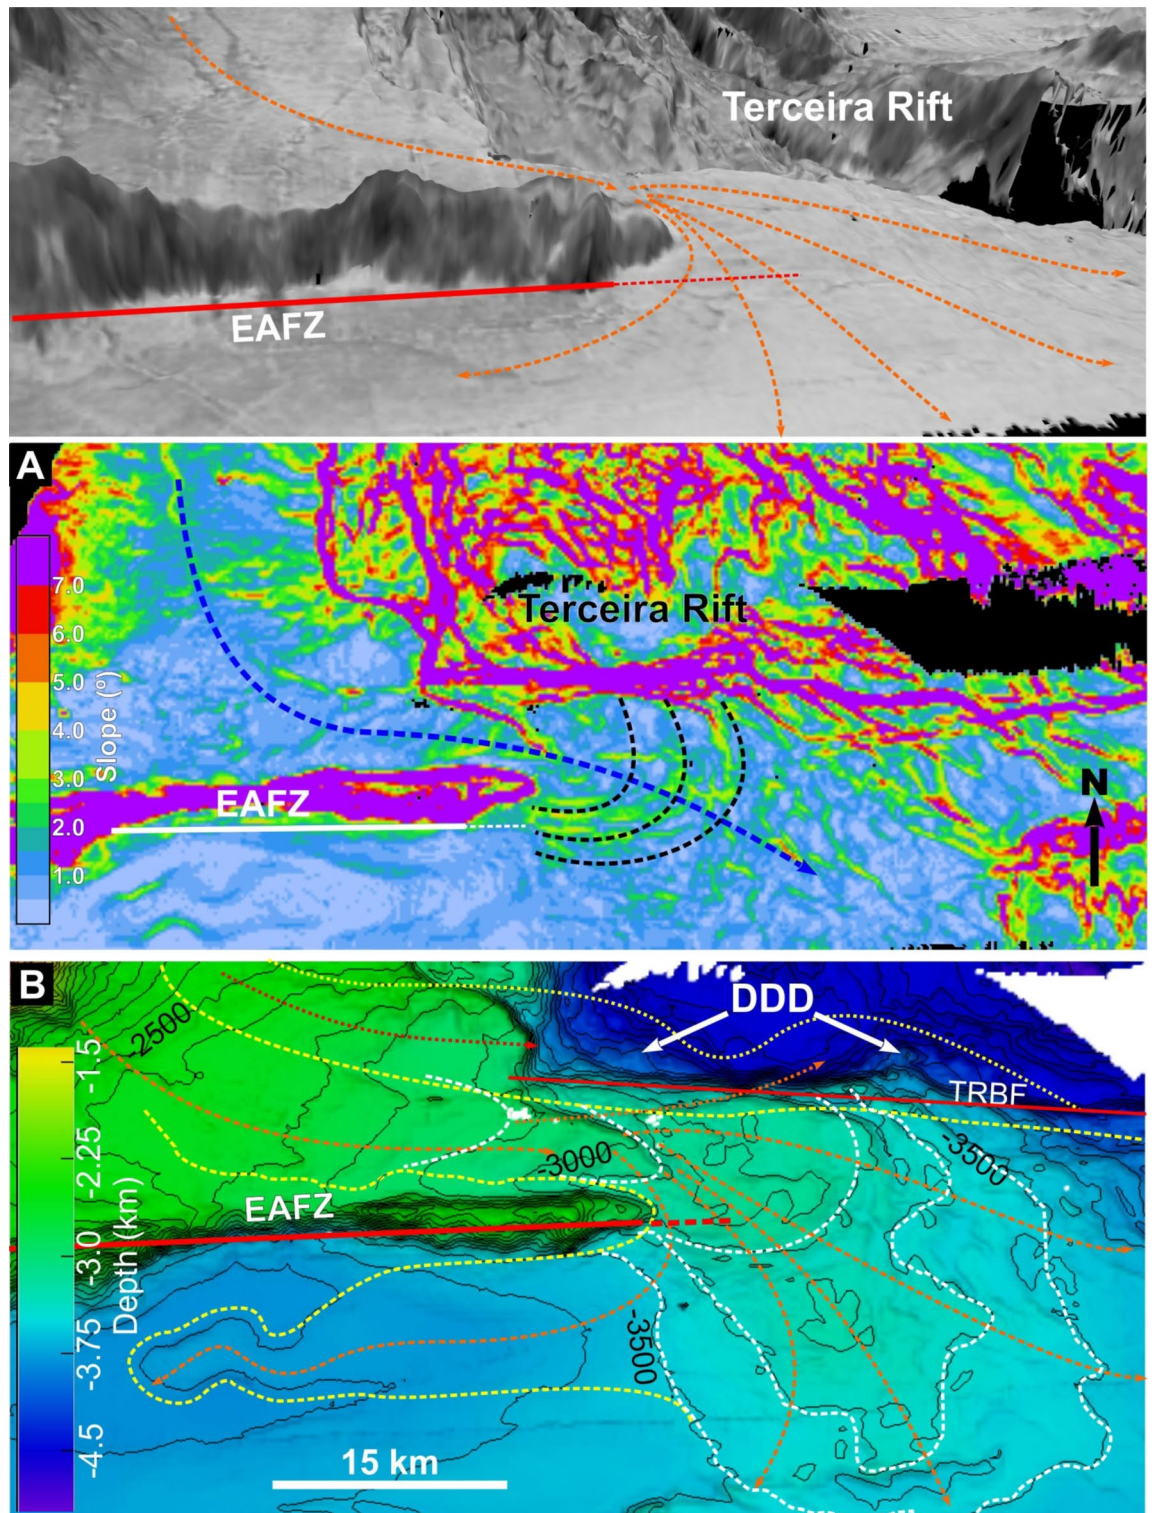 Terceira Rift
EAFZ
A
7.0
6.0
5.0
4.0
3.0
2.0
1.0
Slope (º)
Terceira Rift
EAFZ
N
B
-2500
DDD
TRBF
-3000
-3500
EAFZ
-3500
-1.5
-2.25
-3.0
-3.75
-4.5
Depth (km)
15 km